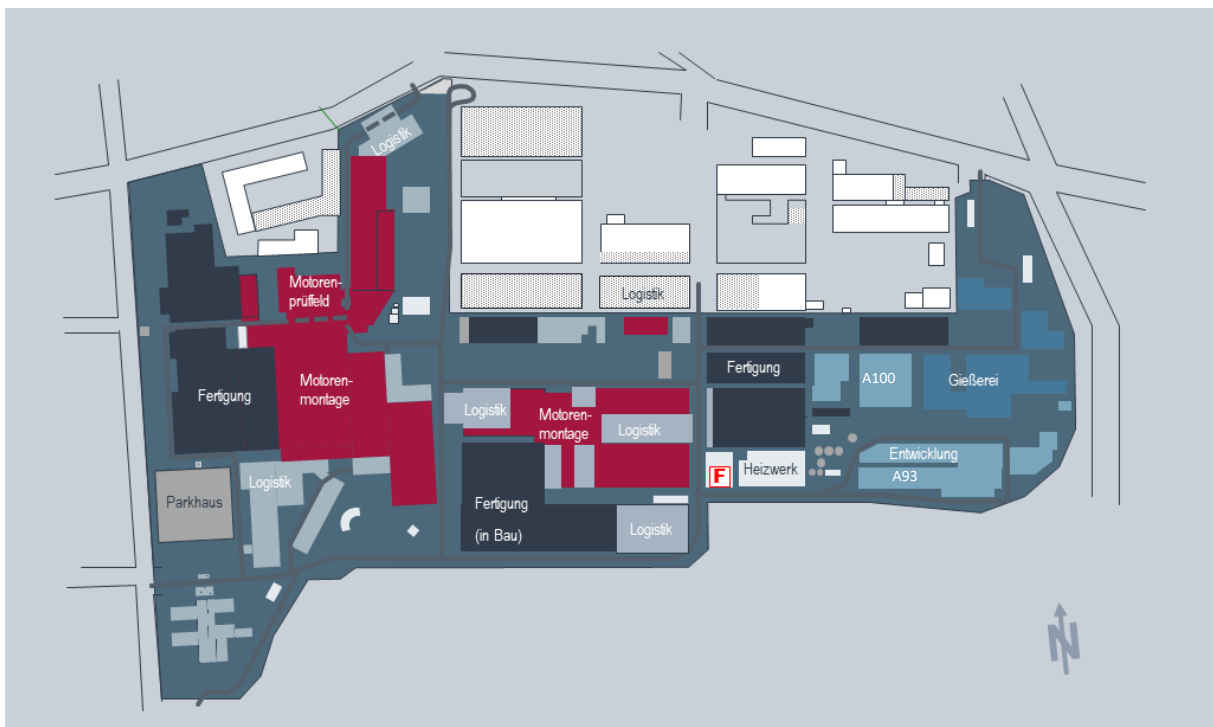 Logistik
Motoren-
prüffeld
Logistik
Fertigung
Motoren-
montage
Fertigung
A100
Gießerei
Logistik
Motoren-
montage
Logistik
Entwicklung
A93
Logistik
Parkhaus
F
Heizwerk
Fertigung
(in Bau)
Logistik
N